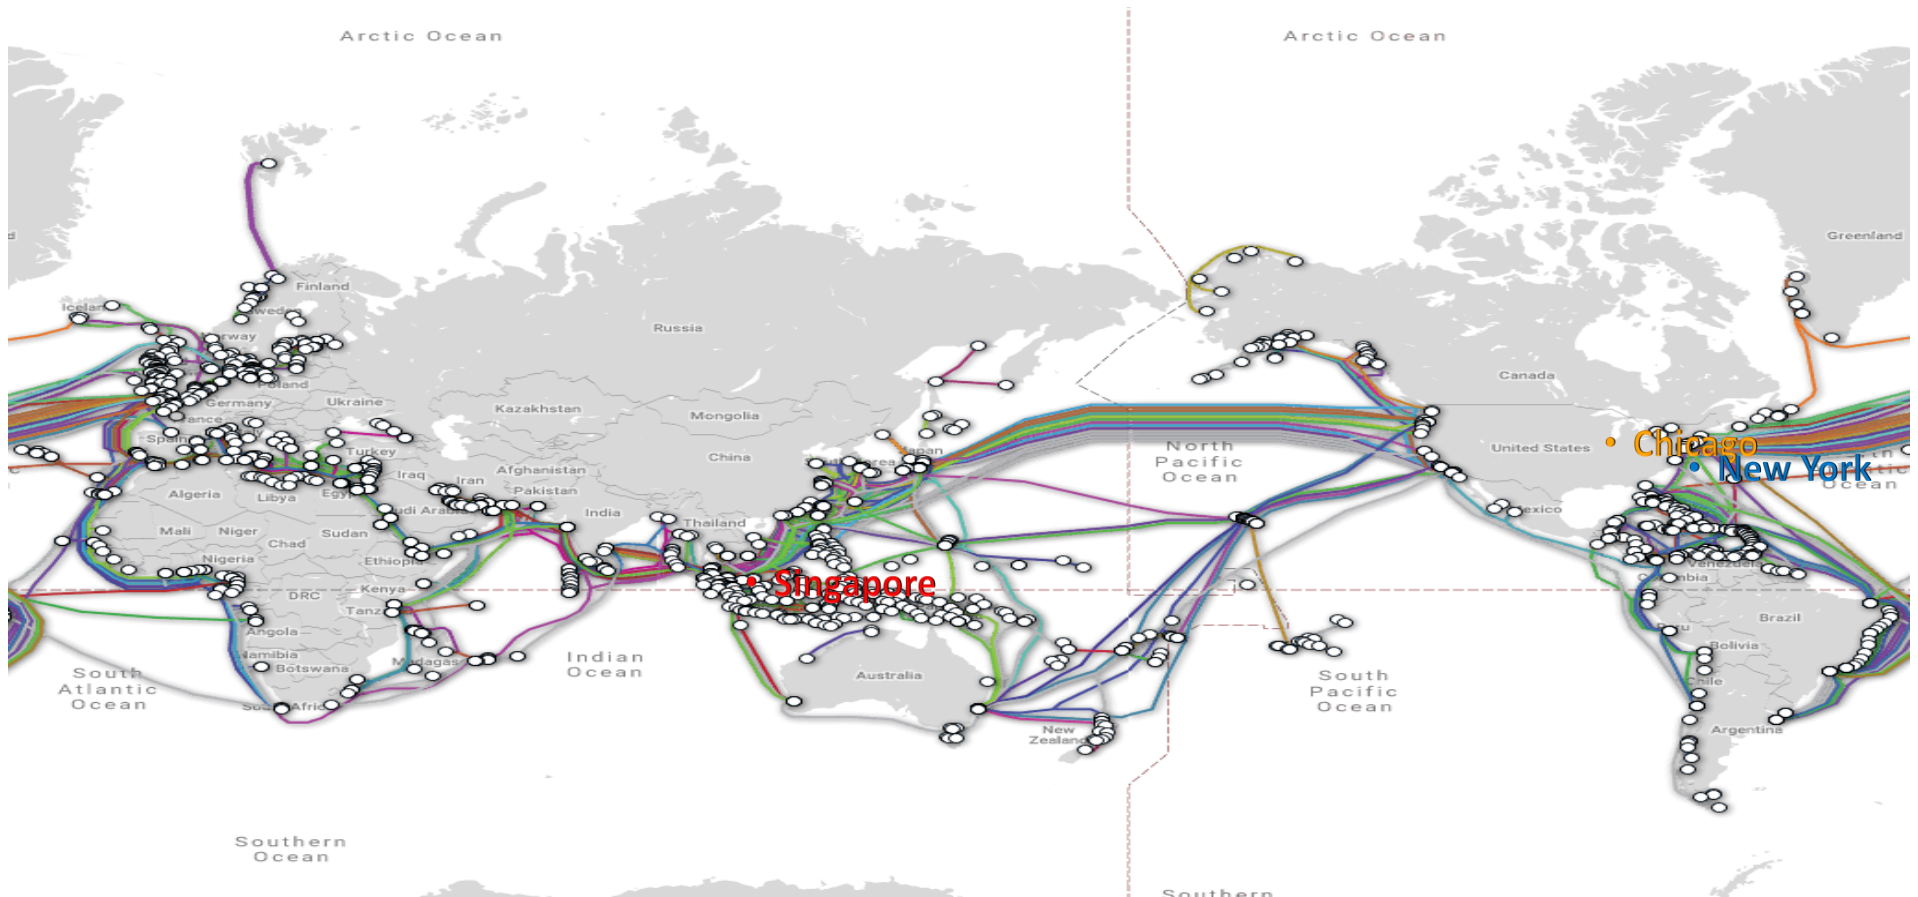 Arctic Ocean
Arctic Ocean
Greenland
Finland
Russia
Canada
Poland
Germany
Ukraine
Kazakhstan
Mongolia
Spain
Turkey
China
North
Pacific
Ocean
United States
Chicago
New York
Ocean
Algeria
Libya
Iraq
Iran
Afghanistan
Pakistan
India
Mali
Niger
Chad
Sudan
Thailand
Nigeria
Ethiopia
Singapore
Venezuela
DRC
Kenya
Brazil
Angola
Bolivia
Namibia
Botswana
Indian
Ocean
Australia
South
Atlantic
Ocean
South
Pacific
Ocean
Chile
New
Zealand
Argentina
Southern
Ocean
Southern